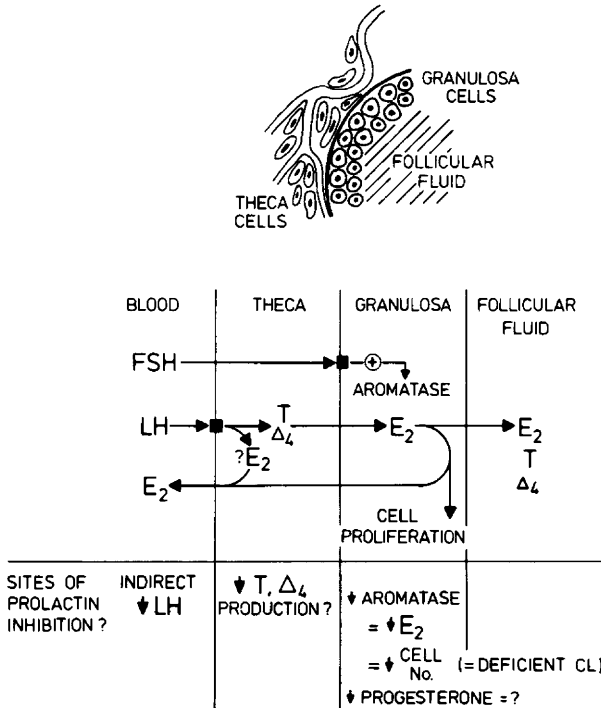 GRANULOSA
CELLS
FOLLICULAR
FLUID
THECA
CELLS
BLOOD THECA GRANULOSA FOLLICULAR
FLUID
FSH + AROMATASE
LH T E₂ E₂
Δ₄ T
?E₂ Δ₄
E₂
CELL
PROLIFERATION
SITES OF INDIRECT ↓ T, Δ₄ ↓ AROMATASE
PROLACTIN ↓ LH PRODUCTION? = ↓ E₂
INHIBITION?
= ↓ CELL No. (= DEFICIENT CL)
↓ PROGESTERONE = ?